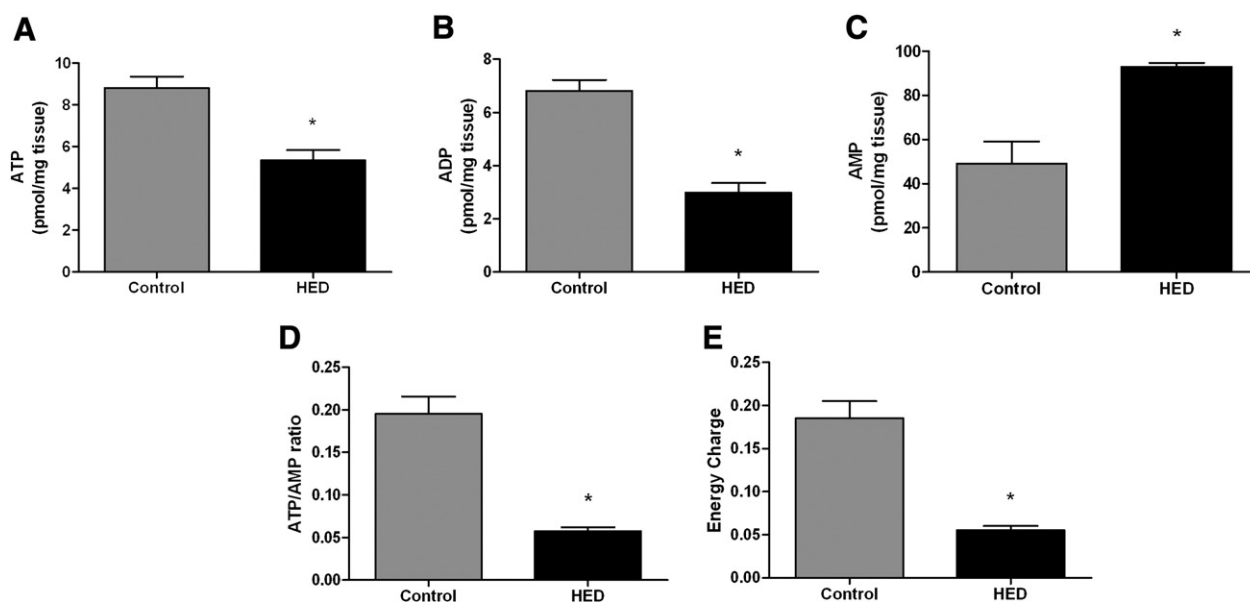 A
ATP
(pmol/mg tissue)
10
8
6
4
2
0
*
Control
HED
B
ADP
(pmol/mg tissue)
8
6
4
2
0
*
Control
HED
C
AMP
(pmol/mg tissue)
100
80
60
40
20
0
*
Control
HED
D
ATP/AMP ratio
0.25
0.20
0.15
0.10
0.05
0.00
*
Control
HED
E
Energy Charge
0.25
0.20
0.15
0.10
0.05
0.00
*
Control
HED